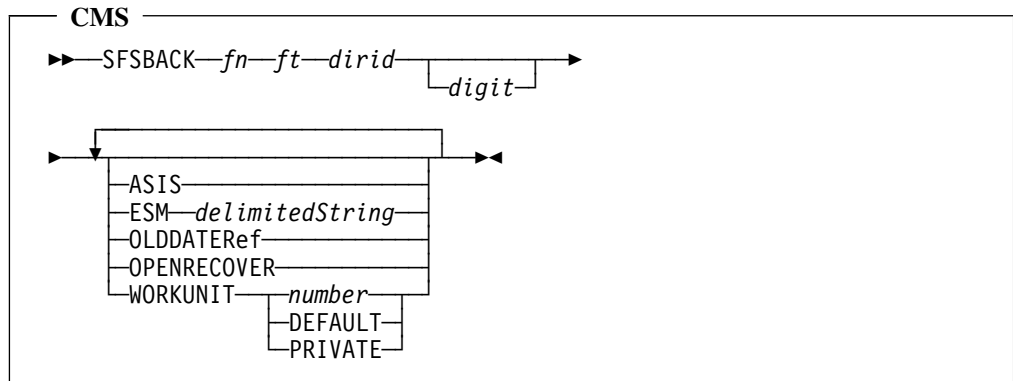 CMS
SFSBACK fn ft dirid
digit
ASIS
ESM delimitedString
OLDDATERef
OPENRECOVER
WORKUNIT number
DEFAULT
PRIVATE